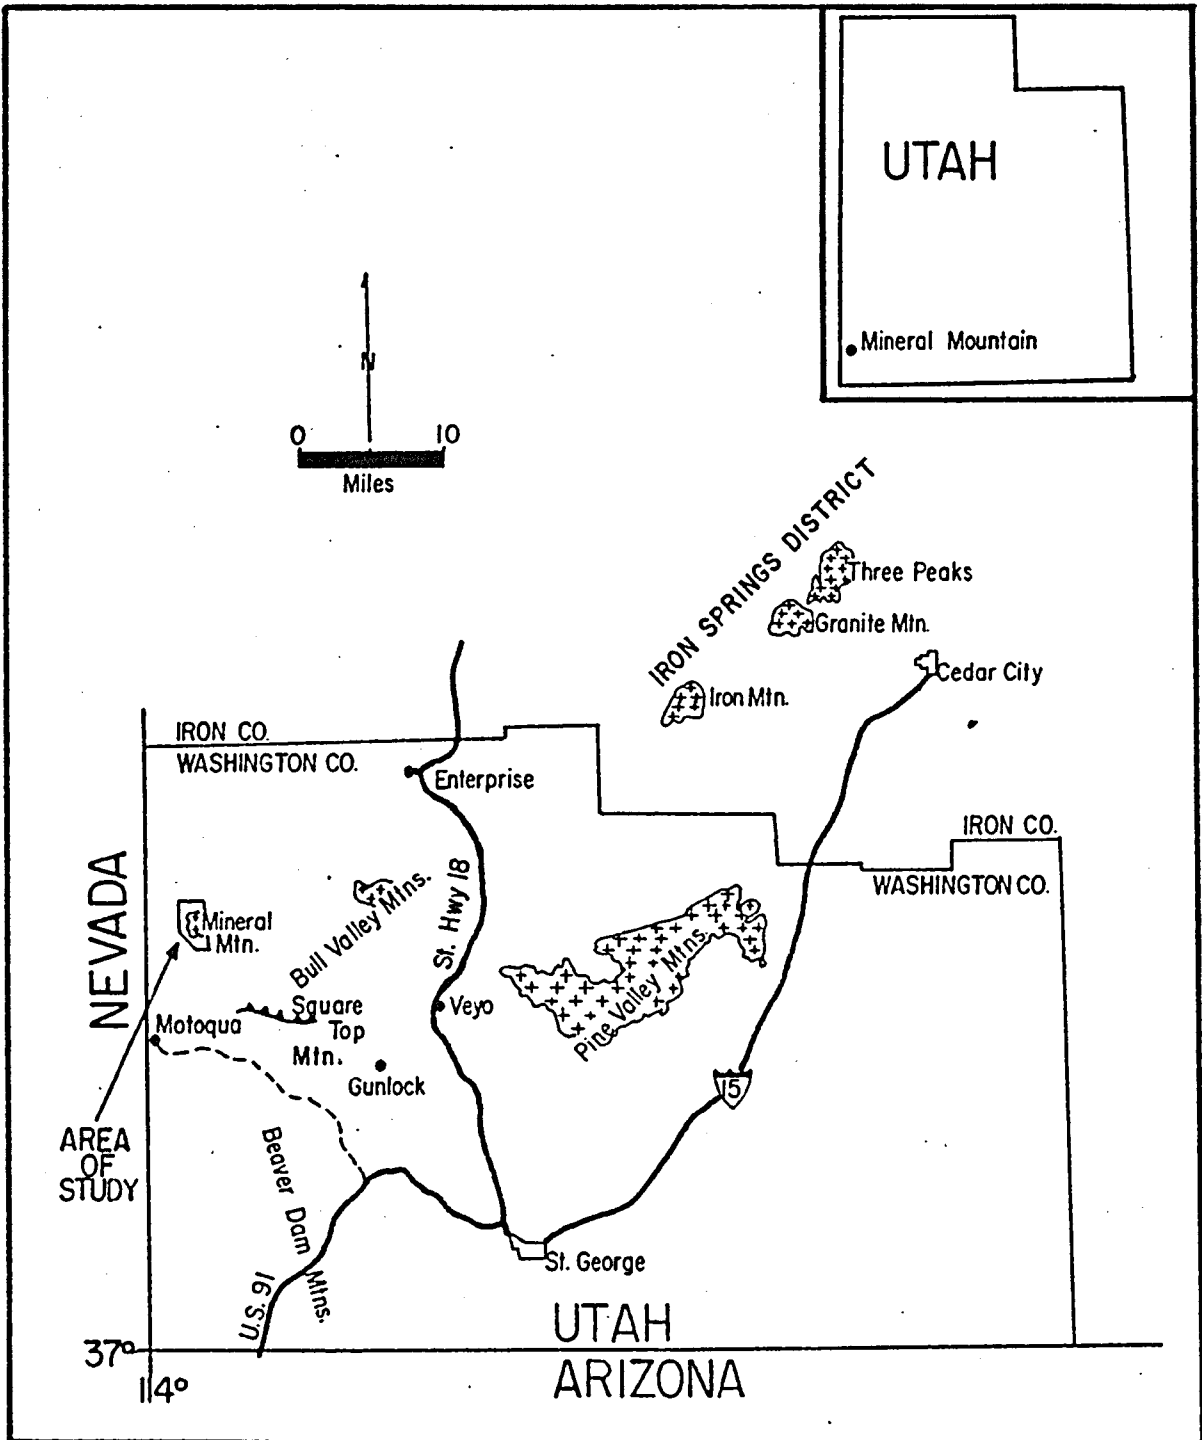 UTAH
Mineral Mountain
N
0 10
Miles
IRON SPRINGS DISTRICT
Three Peaks
Granite Mtn.
Cedar City
Iron Mtn.
IRON CO.
WASHINGTON CO.
Enterprise
IRON CO.
WASHINGTON CO.
NEVADA
Mineral
Mtn.
Bull Valley Mtns.
St. Hwy 18
Pine Valley Mtns.
Square
Top
Mtn.
Veyo
Motoqua
Gunlock
15
AREA
OF
STUDY
Beaver Dam Mtns.
U.S. 91
St. George
UTAH
ARIZONA
37°
114°